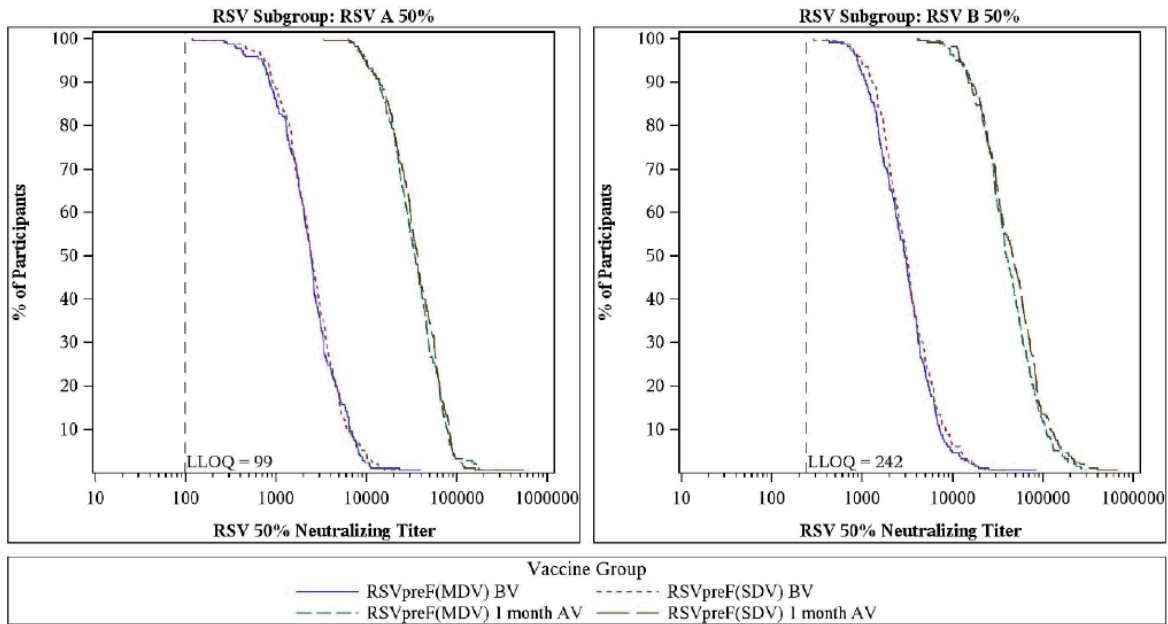 RSV Subgroup: RSV A 50%
% of Participants
100
90
80
70
60
50
40
30
20
10
LLOQ = 99
10 100 1000 10000 100000 1000000
RSV 50% Neutralizing Titer
RSV Subgroup: RSV B 50%
% of Participants
100
90
80
70
60
50
40
30
20
10
LLOQ = 242
10 100 1000 10000 100000 1000000
RSV 50% Neutralizing Titer
Vaccine Group
RSVpreF(MDV) BV RSVpreF(SDV) BV
RSVpreF(MDV) 1 month AV RSVpreF(SDV) 1 month AV